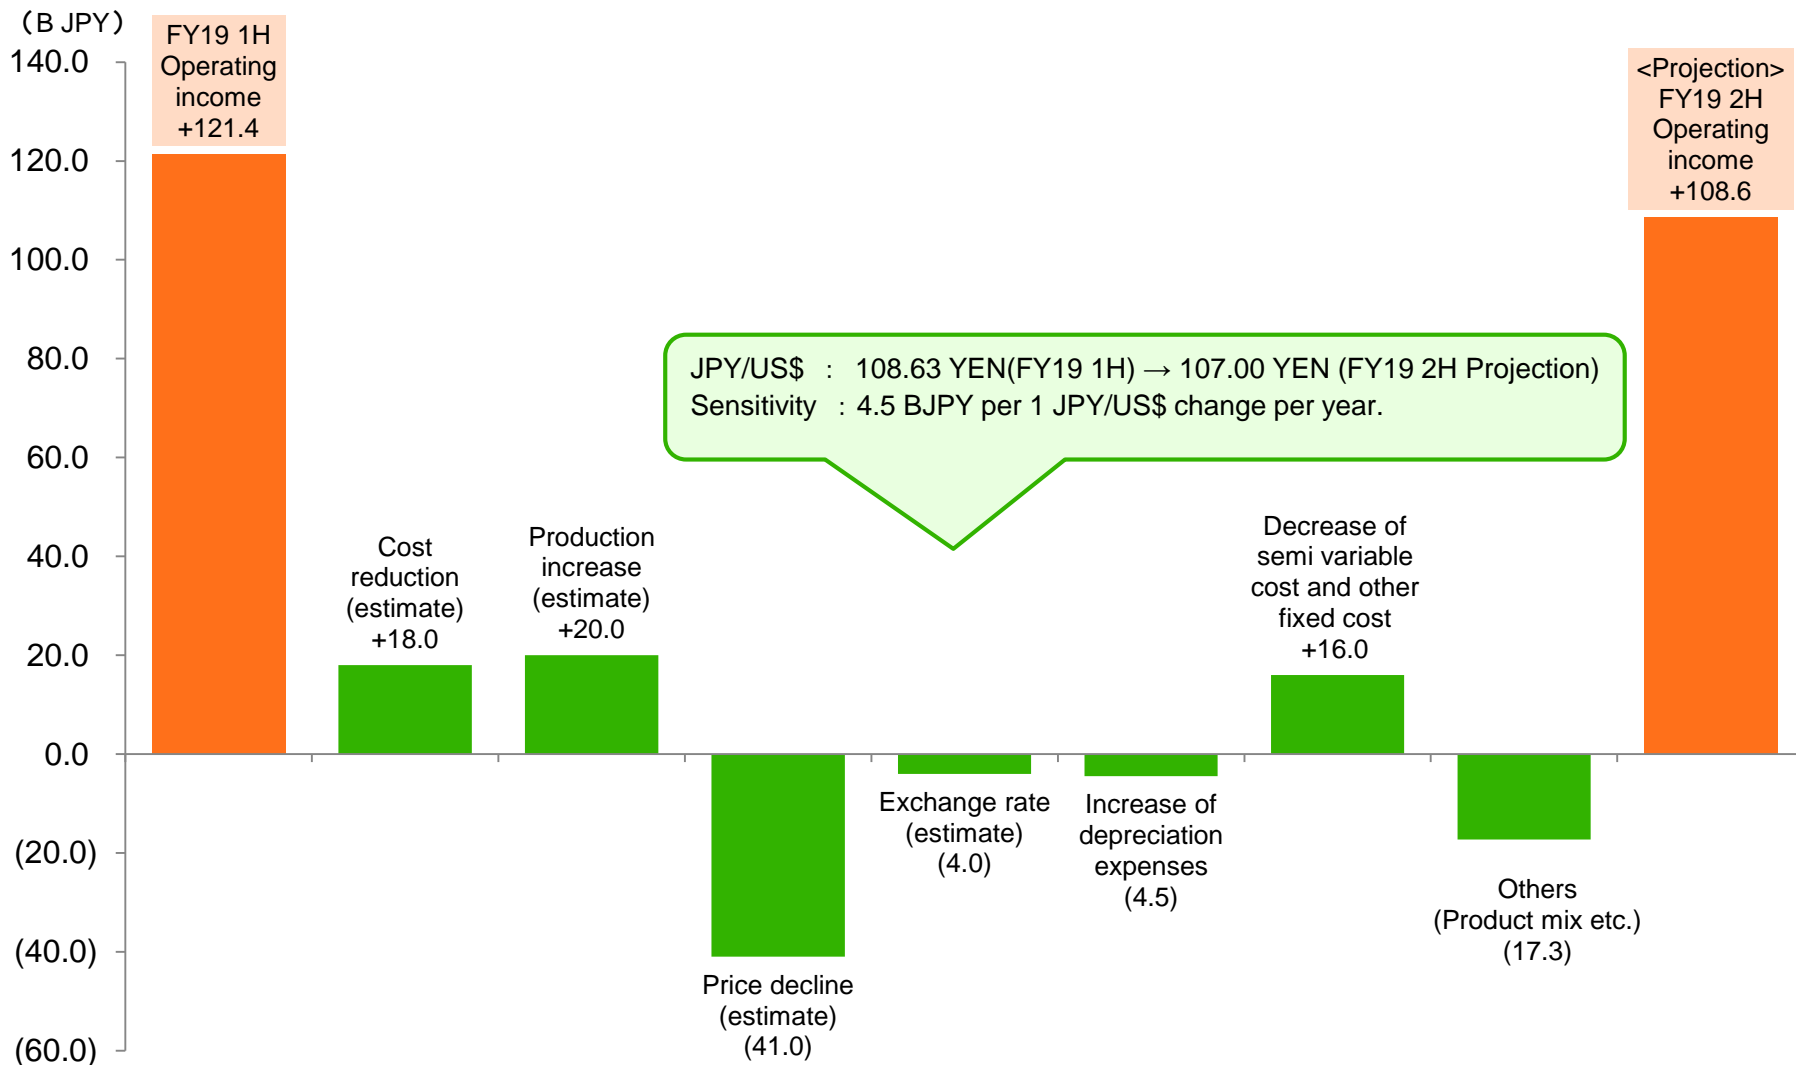 （B JPY）
140.0
120.0
100.0
80.0
60.0
40.0
20.0
0.0
(20.0)
(40.0)
(60.0)
FY19 1H
Operating
income
+121.4
Cost
reduction
(estimate)
+18.0
Production
increase
(estimate)
+20.0
Price decline
(estimate)
(41.0)
JPY/US$ : 108.63 YEN(FY19 1H) → 107.00 YEN (FY19 2H Projection)
Sensitivity : 4.5 BJPY per 1 JPY/US$ change per year.
Exchange rate
(estimate)
(4.0)
Increase of
depreciation
expenses
(4.5)
Decrease of
semi variable
cost and other
fixed cost
+16.0
Others
(Product mix etc.)
(17.3)
<Projection>
FY19 2H
Operating
income
+108.6